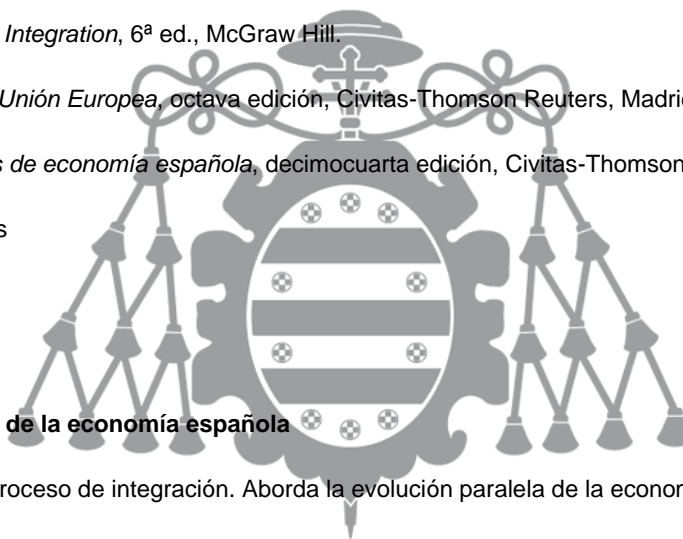 Integration, 6ª ed., McGraw Hill.
Unión Europea, octava edición, Civitas-Thomson Reuters, Madri
s de economía española, decimocuarta edición, Civitas-Thomson
s
de la economía española
roceso de integración. Aborda la evolución paralela de la econor